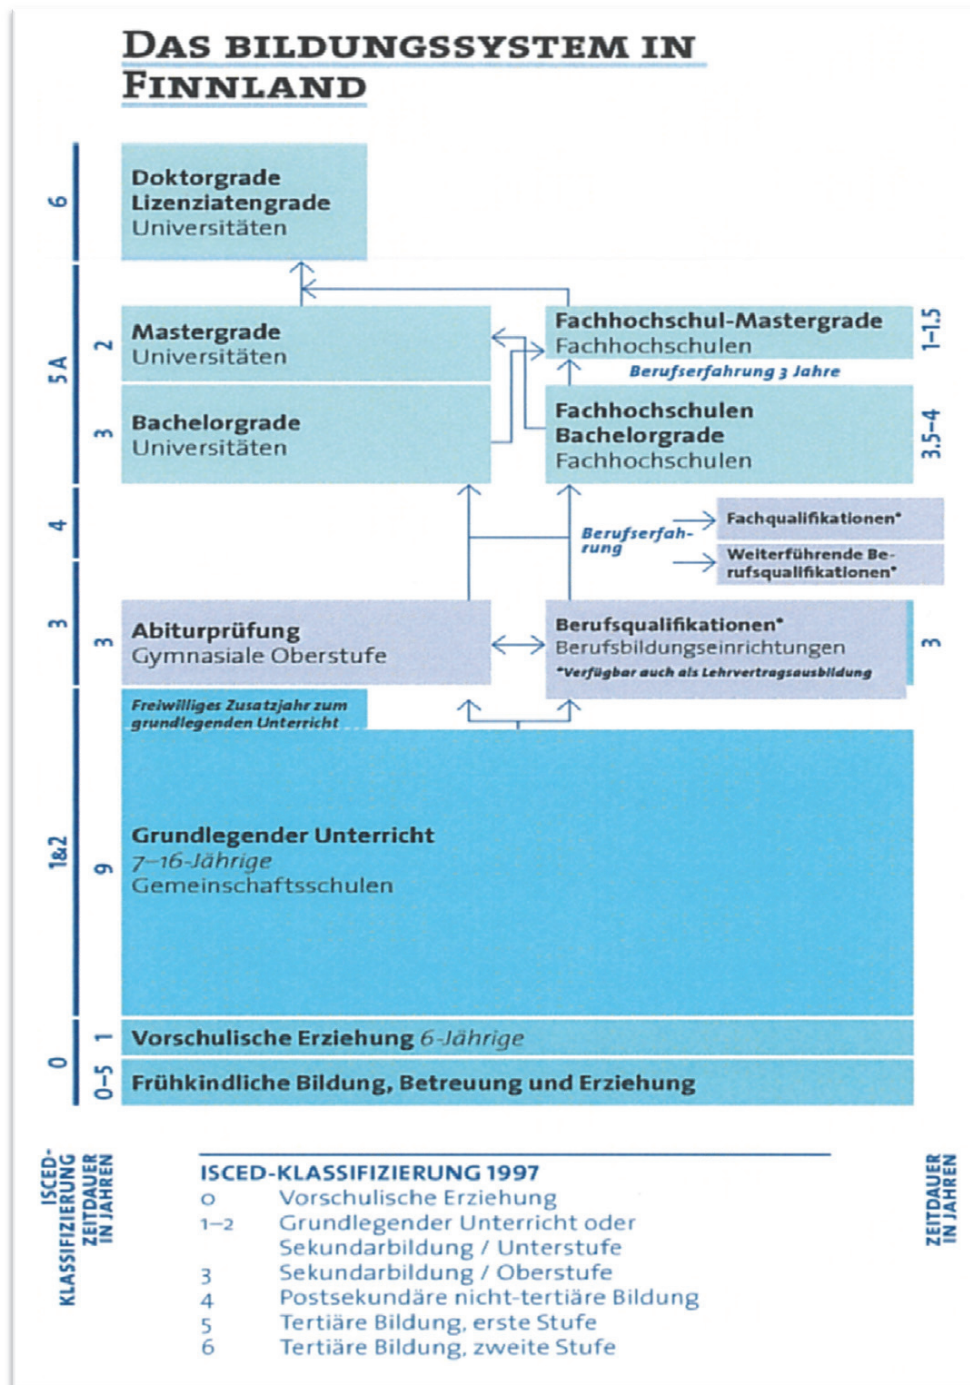 DAS BILDUNGSSYSTEM IN
FINNLAND
6
Doktorgrade
Lizenziatengrade
Universitäten
5 A
2
Mastergrade
Universitäten
Fachhochschul-Mastergrade
Fachhochschulen
1–1.5
Berufserfahrung 3 Jahre
3
Bachelorgrade
Universitäten
Fachhochschulen
Bachelorgrade
Fachhochschulen
3.5–4
4
Berufserfah-
rung
Fachqualifikationen*
Weiterführende Be-
rufsqualifikationen*
3
3
Abiturprüfung
Gymnasiale Oberstufe
Berufsqualifikationen*
Berufsbildungseinrichtungen
*Verfügbar auch als Lehrvertragsausbildung
3
Freiwilliges Zusatzjahr zum
grundlegenden Unterricht
1&2
9
Grundlegender Unterricht
7–16-Jährige
Gemeinschaftsschulen
0
1
Vorschulische Erziehung 6-Jährige
0–5
Frühkindliche Bildung, Betreuung und Erziehung
ISCED-
KLASSIFIZIERUNG
ZEITDAUER
IN JAHREN
ISCED-KLASSIFIZIERUNG 1997
0 Vorschulische Erziehung
1–2 Grundlegender Unterricht oder
Sekundarbildung / Unterstufe
3 Sekundarbildung / Oberstufe
4 Postsekundäre nicht-tertiäre Bildung
5 Tertiäre Bildung, erste Stufe
6 Tertiäre Bildung, zweite Stufe
ZEITDAUER
IN JAHREN